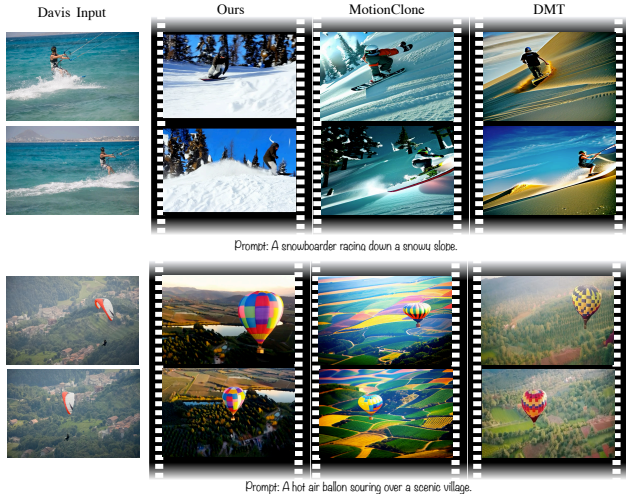 Davis Input
Ours
MotionClone
DMT
Prompt: A snowboarder racing down a snowy slope.
Prompt: A hot air ballon souring over a scenic village.